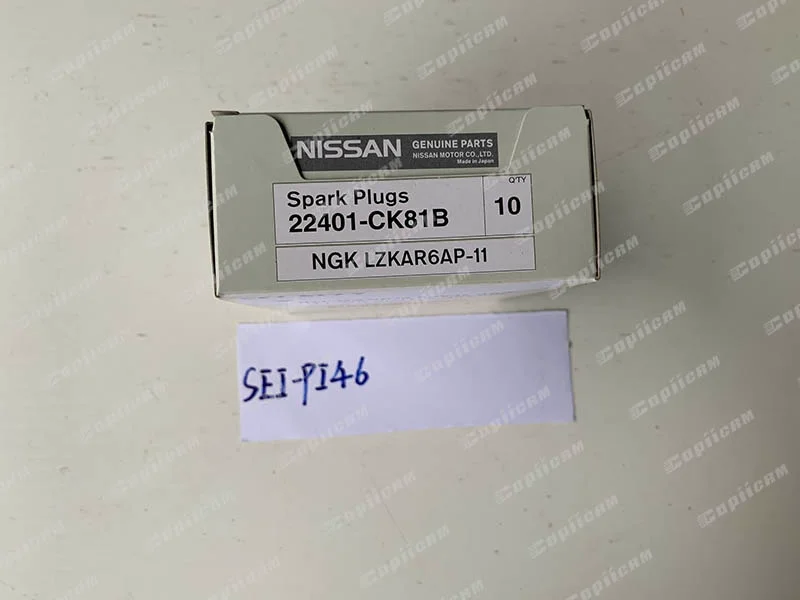 NISSAN
GENUINE PARTS
NISSAN MOTOR CO.,LTD.
Made in Japan
Spark Plugs
22401-CK81B
Q'TY
10
NGK LZKAR6AP-11
SEI-PI46
Copiicam